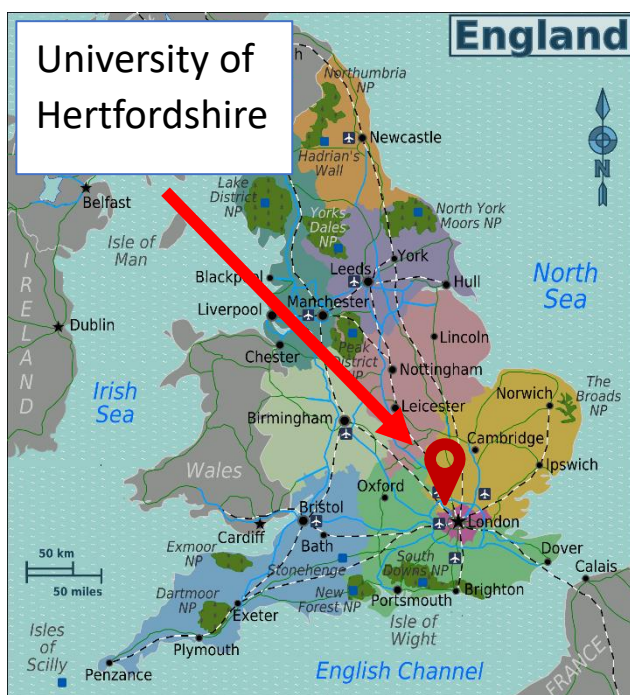 University of
Hertfordshire
England
h
Northumbria
NP
Newcastle
Hadrian's
Wall
N
Belfast
Lake
District
NP
Isle of
Man
Yorks
Dales
NP
North York
Moors NP
York
Blackpool
Leeds
Hull
North
Sea
Liverpool
Manchester
Dublin
IRELAND
Lincoln
Chester
Peak
District
NP
Nottingham
Irish
Sea
Norwich
The
Broads
NP
Leicester
Birmingham
Cambridge
Ipswich
Wales
Oxford
Bristol
London
Cardiff
Bath
Dover
50 km
50 miles
Exmoor
NP
Stonehenge
South
Downs NP
Calais
Dartmoor
NP
New
Forest NP
Portsmouth
Brighton
Exeter
Isle of
Wight
Isles
of
Scilly
Plymouth
Penzance
English Channel
FRANCE